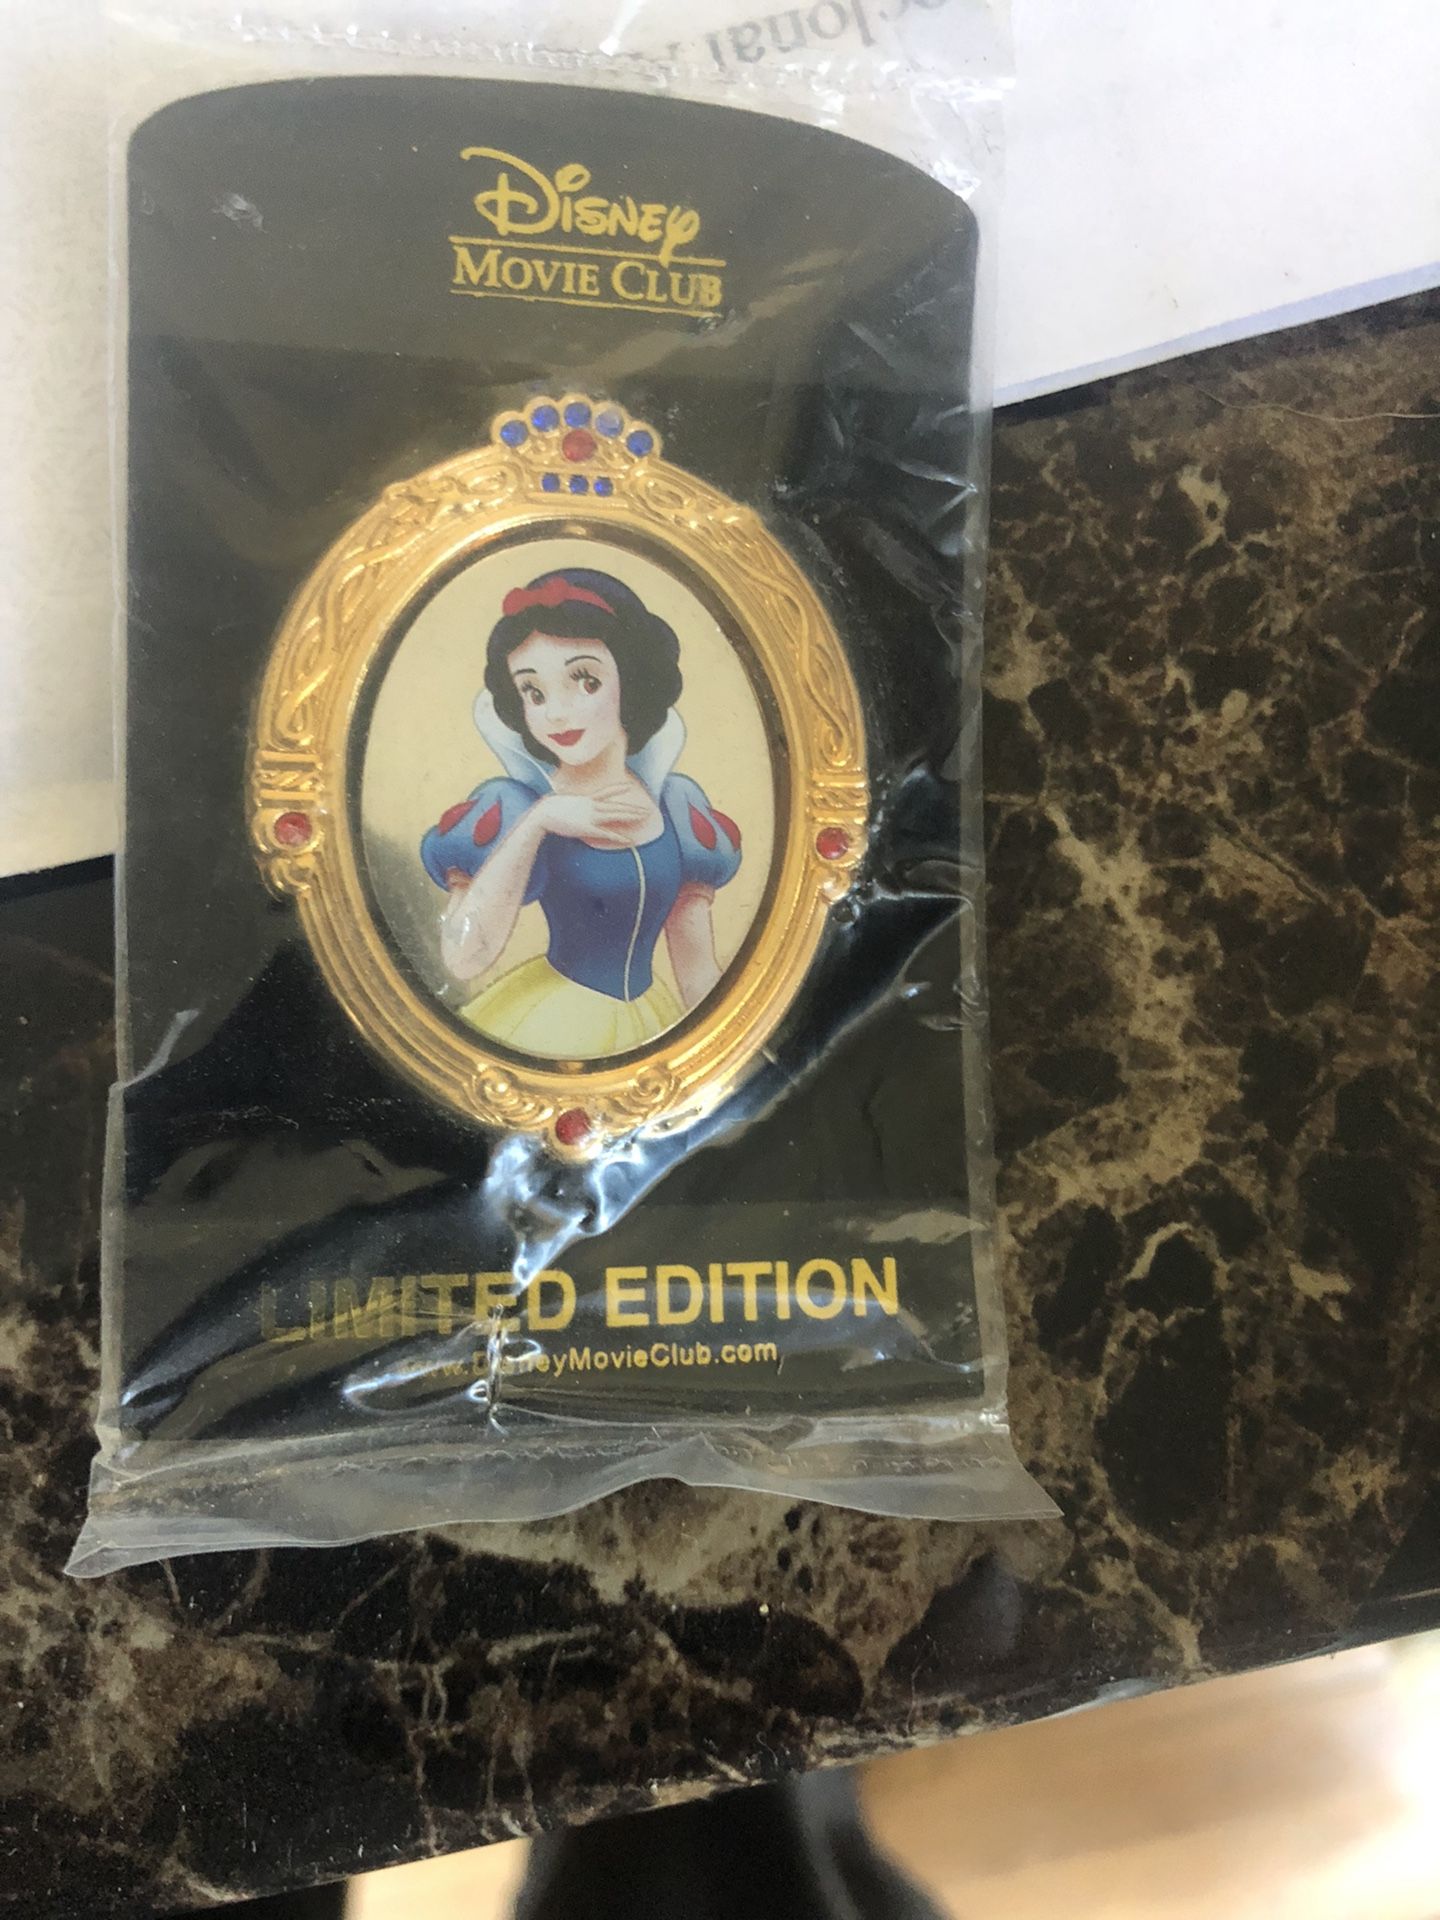 DISNEY
MOVIE CLUB
LIMITED EDITION
www.DisneyMovieClub.com